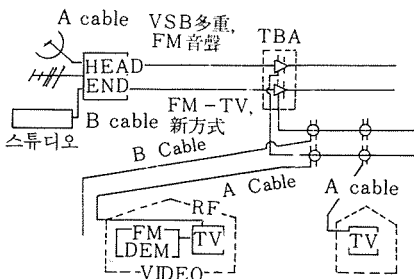 A cable
VSB多重,
FM音聲
TBA
HEAD
END
FM-TV,
新方式
B cable
스튜디오
B Cable
A Cable
A cable
RF
FM
DEM
TV
TV
VIDEO